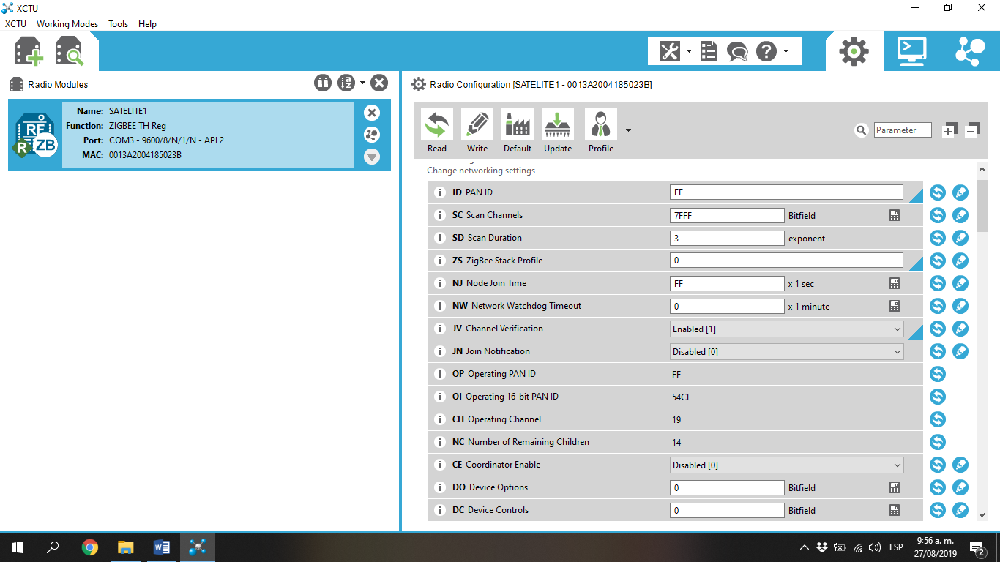 XCTU
XCTU Working Modes Tools Help
Radio Modules
Name: SATELITE1
Function: ZIGBEE TH Reg
Port: COM3 - 9600/8/N/1/N - API 2
MAC: 0013A2004185023B
RF
R ZB
Radio Configuration [SATELITE1 - 0013A2004185023B]
Read Write Default Update Profile
Parameter
Change networking settings
i ID PAN ID FF
i SC Scan Channels 7FFF Bitfield
i SD Scan Duration 3 exponent
i ZS ZigBee Stack Profile 0
i NJ Node Join Time FF x 1 sec
i NW Network Watchdog Timeout 0 x 1 minute
i JV Channel Verification Enabled [1]
i JN Join Notification Disabled [0]
i OP Operating PAN ID FF
i OI Operating 16-bit PAN ID 54CF
i CH Operating Channel 19
i NC Number of Remaining Children 14
i CE Coordinator Enable Disabled [0]
i DO Device Options 0 Bitfield
i DC Device Controls 0 Bitfield
ESP
9:56 a. m.
27/08/2019
2